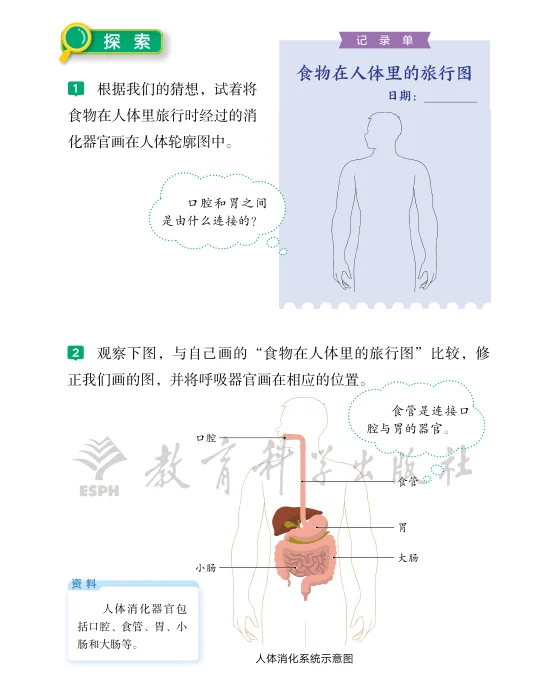 探索
记录单
食物在人体里的旅行图
日期：
1 根据我们的猜想，试着将
食物在人体里旅行时经过的消
化器官画在人体轮廓图中。
口腔和胃之间
是由什么连接的？
2 观察下图，与自己画的“食物在人体里的旅行图”比较，修
正我们画的图，并将呼吸器官画在相应的位置。
食管是连接口
腔与胃的器官。
口腔
ESPH
教育科学出版社
食管
胃
大肠
小肠
资料
人体消化器官包
括口腔、食管、胃、小
肠和大肠等。
人体消化系统示意图